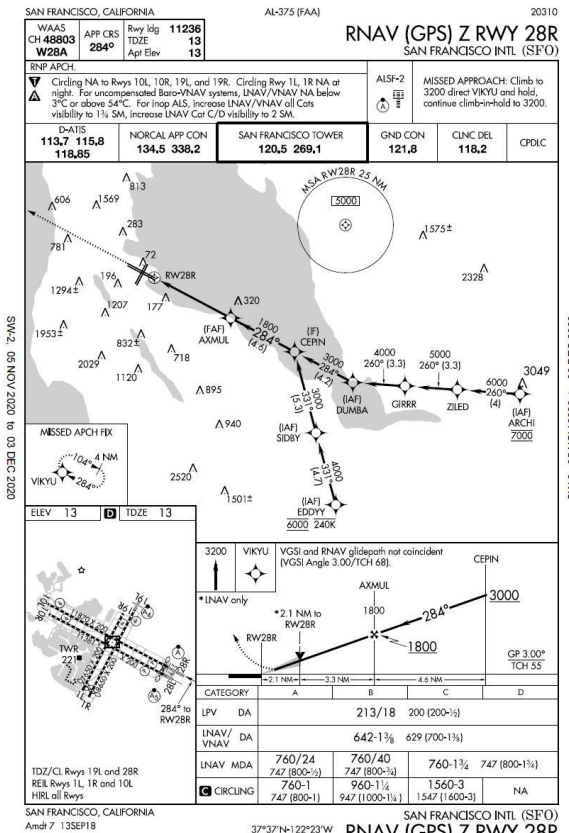 SAN FRANCISCO, CALIFORNIA
AL-375 (FAA)
20310
WAAS
CH 48803
W28A
APP CRS
284°
Rwy ldg 11236
TDZE 13
Apt Elev 13
RNAV (GPS) Z RWY 28R
SAN FRANCISCO INTL (SFO)
RNP APCH.
Circling NA to Rwys 10L, 10R, 19L, and 19R. Circling Rwy 1L, 1R NA at
night. For uncompensated Baro-VNAV systems, LNAV/VNAV NA below
3°C or above 54°C. For inop ALS, increase LNAV/VNAV all Cats
visibility to 1¾ SM, increase LNAV Cat C/D visibility to 2 SM.
ALSF-2
MISSED APPROACH: Climb to
3200 direct VIKYU and hold,
continue climb-in-hold to 3200.
D-ATIS
113.7 115.8
118.85
NORCAL APP CON
134.5 338.2
SAN FRANCISCO TOWER
120.5 269.1
GND CON
121.8
CLNC DEL
118.2
CPDLC
MSA RW28R 25 NM
5000
813
606
1569
283
781
72
1575±
2328
196
RW28R
1294±
1207
177
320
1953±
832±
718
2029
1120
(FAF)
AXMUL
1800
284°
(4.6)
(IF)
CEPIN
3000
284°
(4.2)
(IAF)
DUMBA
4000
260° (3.3)
GIRRR
5000
260° (3.3)
ZILED
6000
260°
(4)
3049
(IAF)
ARCHI
7000
895
940
3000
331°
(5.3)
(IAF)
SIDBY
4000
331°
(4.7)
(IAF)
EDDYY
6000 240K
2520
1501±
MISSED APCH FIX
104° 4 NM
VIKYU
284°
SW-2, 05 NOV 2020 to 03 DEC 2020
ELEV 13
D
TDZE 13
TWR
221
284° to
RW28R
TDZ/CL Rwys 19L and 28R
REIL Rwys 1L, 1R and 10L
HIRL all Rwys
3200
VIKYU
VGSI and RNAV glidepath not coincident
(VGSI Angle 3.00/TCH 68).
CEPIN
*LNAV only
AXMUL
*2.1 NM to
RW28R
1800
284°
3000
RW28R
1800
GP 3.00°
TCH 55
2.1 NM
3.3 NM
4.6 NM
CATEGORY A B C D
LPV DA 213/18 200 (200-½)
LNAV/
VNAV DA 642-1⅜ 629 (700-1⅜)
LNAV MDA 760/24
747 (800-½)
760/40
747 (800-¾)
760-1¾ 747 (800-1¾)
C CIRCLING 760-1
747 (800-1)
960-1¼
947 (1000-1¼)
1560-3
1547 (1600-3)
NA
SAN FRANCISCO, CALIFORNIA
Amdt 7 13SEP18
37°37'N-122°23'W
SAN FRANCISCO INTL (SFO)
RNAV (GPS) Z RWY 28R